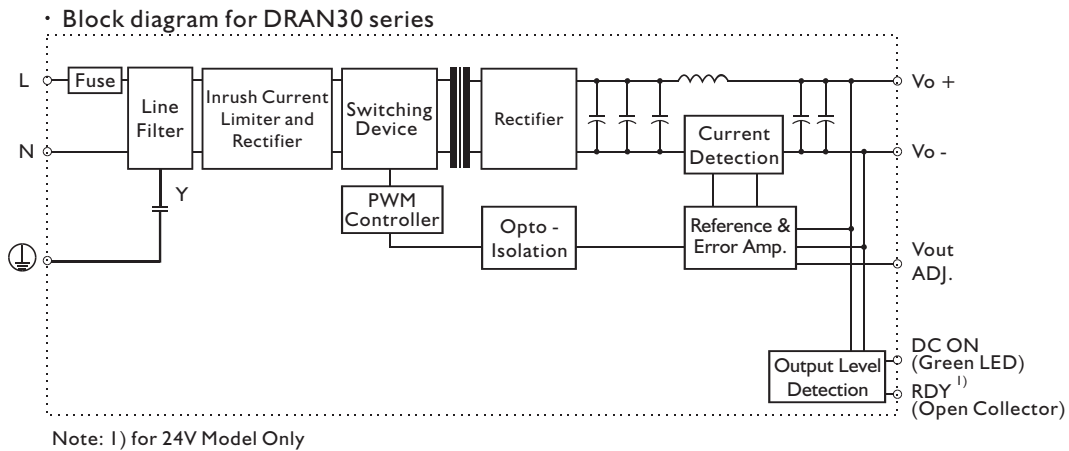 · Block diagram for DRAN30 series
L
Fuse
Line
Filter
Inrush Current
Limiter and
Rectifier
Switching
Device
Rectifier
Current
Detection
Vo +
N
Vo -
Y
PWM
Controller
Opto -
Isolation
Reference &
Error Amp.
Vout
ADJ.
Output Level
Detection
DC ON
(Green LED)
RDY 1)
(Open Collector)
Note: 1) for 24V Model Only